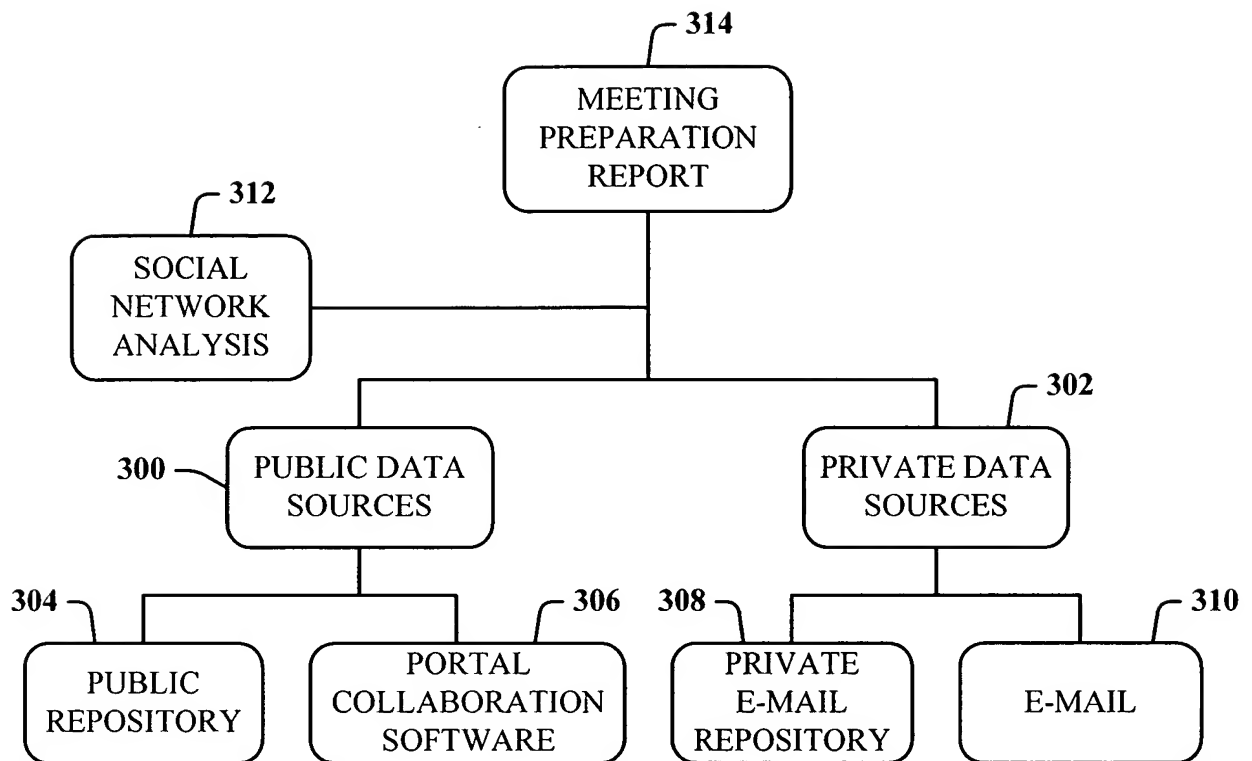 314
MEETING
PREPARATION
REPORT
312
SOCIAL
NETWORK
ANALYSIS
302
300
PUBLIC DATA
SOURCES
PRIVATE DATA
SOURCES
304
306
308
310
PUBLIC
REPOSITORY
PORTAL
COLLABORATION
SOFTWARE
PRIVATE
E-MAIL
REPOSITORY
E-MAIL